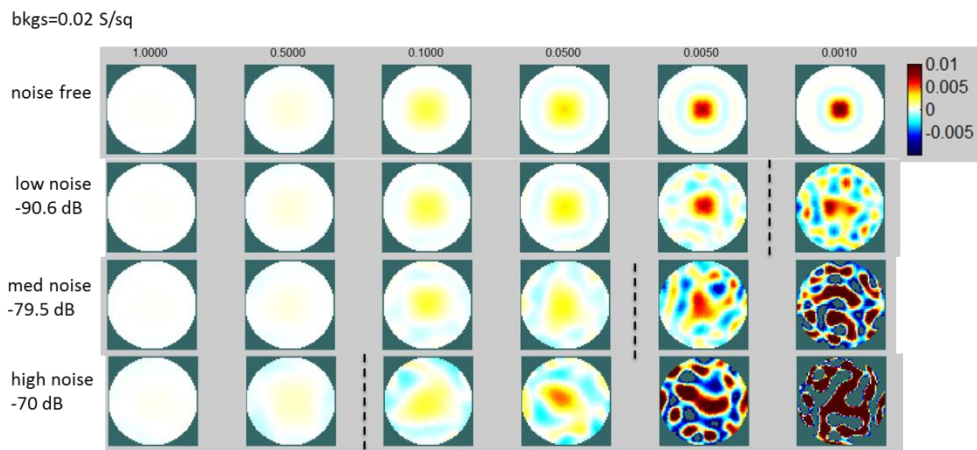 bkgs=0.02 S/sq
1.0000 0.5000 0.1000 0.0500 0.0050 0.0010
noise free
0.01
0.005
0
-0.005
low noise
-90.6 dB
med noise
-79.5 dB
high noise
-70 dB